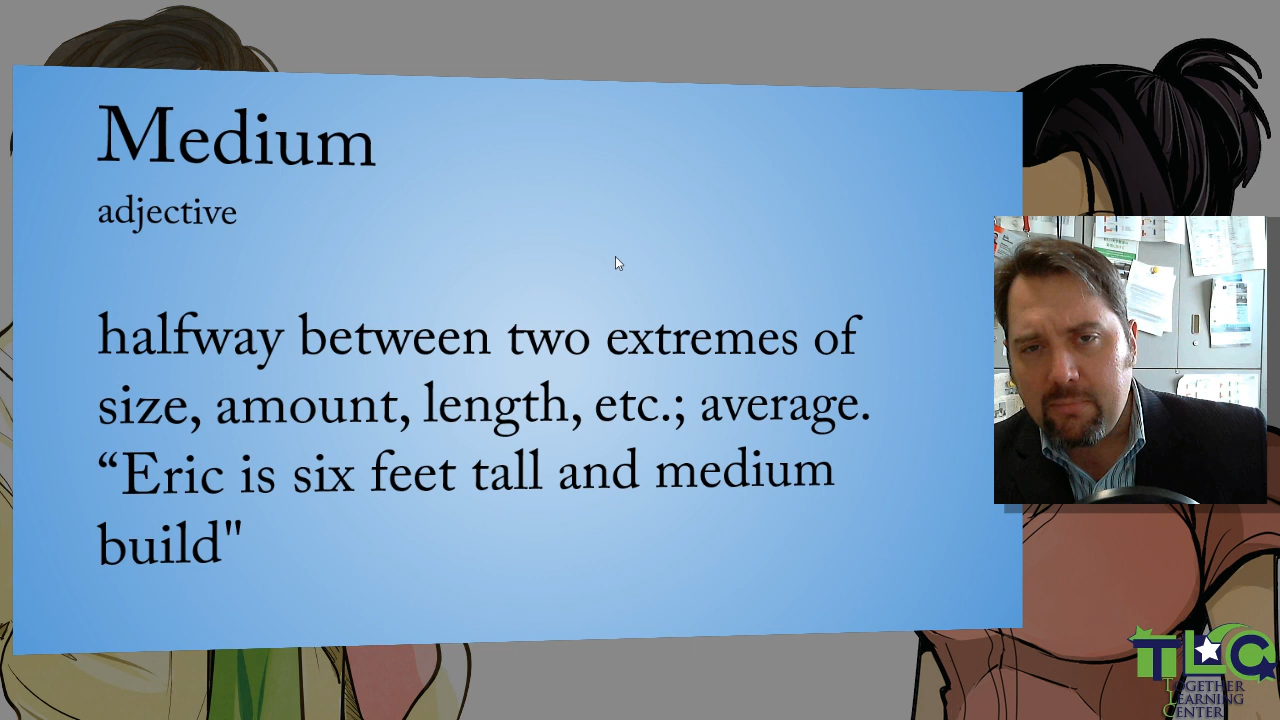 Medium
adjective
halfway between two extremes of
size, amount, length, etc.; average.
“Eric is six feet tall and medium
build"
TLC
TOGETHER
LEARNING
CENTER